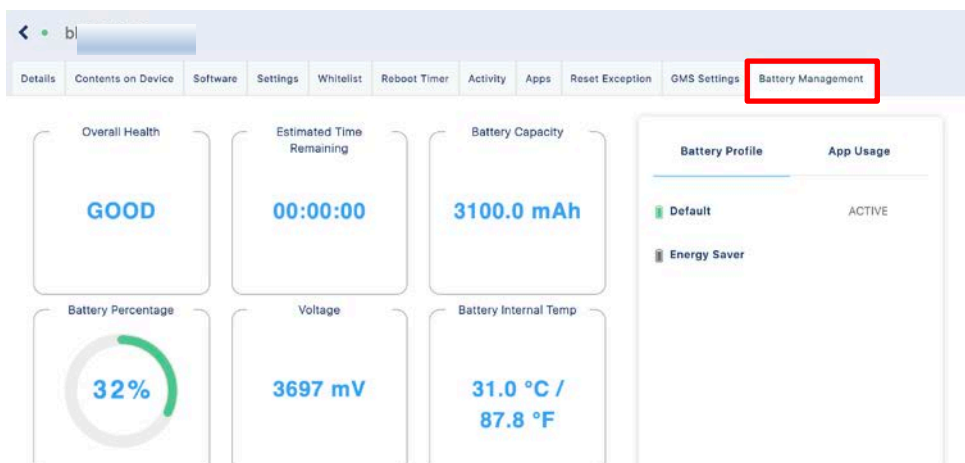 Details Contents on Device Software Settings Whitelist Reboot Timer Activity Apps Reset Exception GMS Settings Battery Management
Overall Health
GOOD
Estimated Time
Remaining
00:00:00
Battery Capacity
3100.0 mAh
Battery Profile App Usage
Default ACTIVE
Energy Saver
Battery Percentage
32%
Voltage
3697 mV
Battery Internal Temp
31.0 °C /
87.8 °F